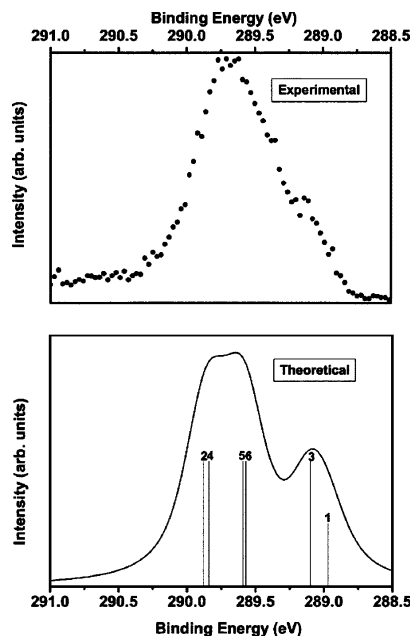 Binding Energy (eV)
291.0 290.5 290.0 289.5 289.0 288.5
Experimental
Intensity (arb. units)
Theoretical
Intensity (arb. units)
24 56 3
1
291.0 290.5 290.0 289.5 289.0 288.5
Binding Energy (eV)